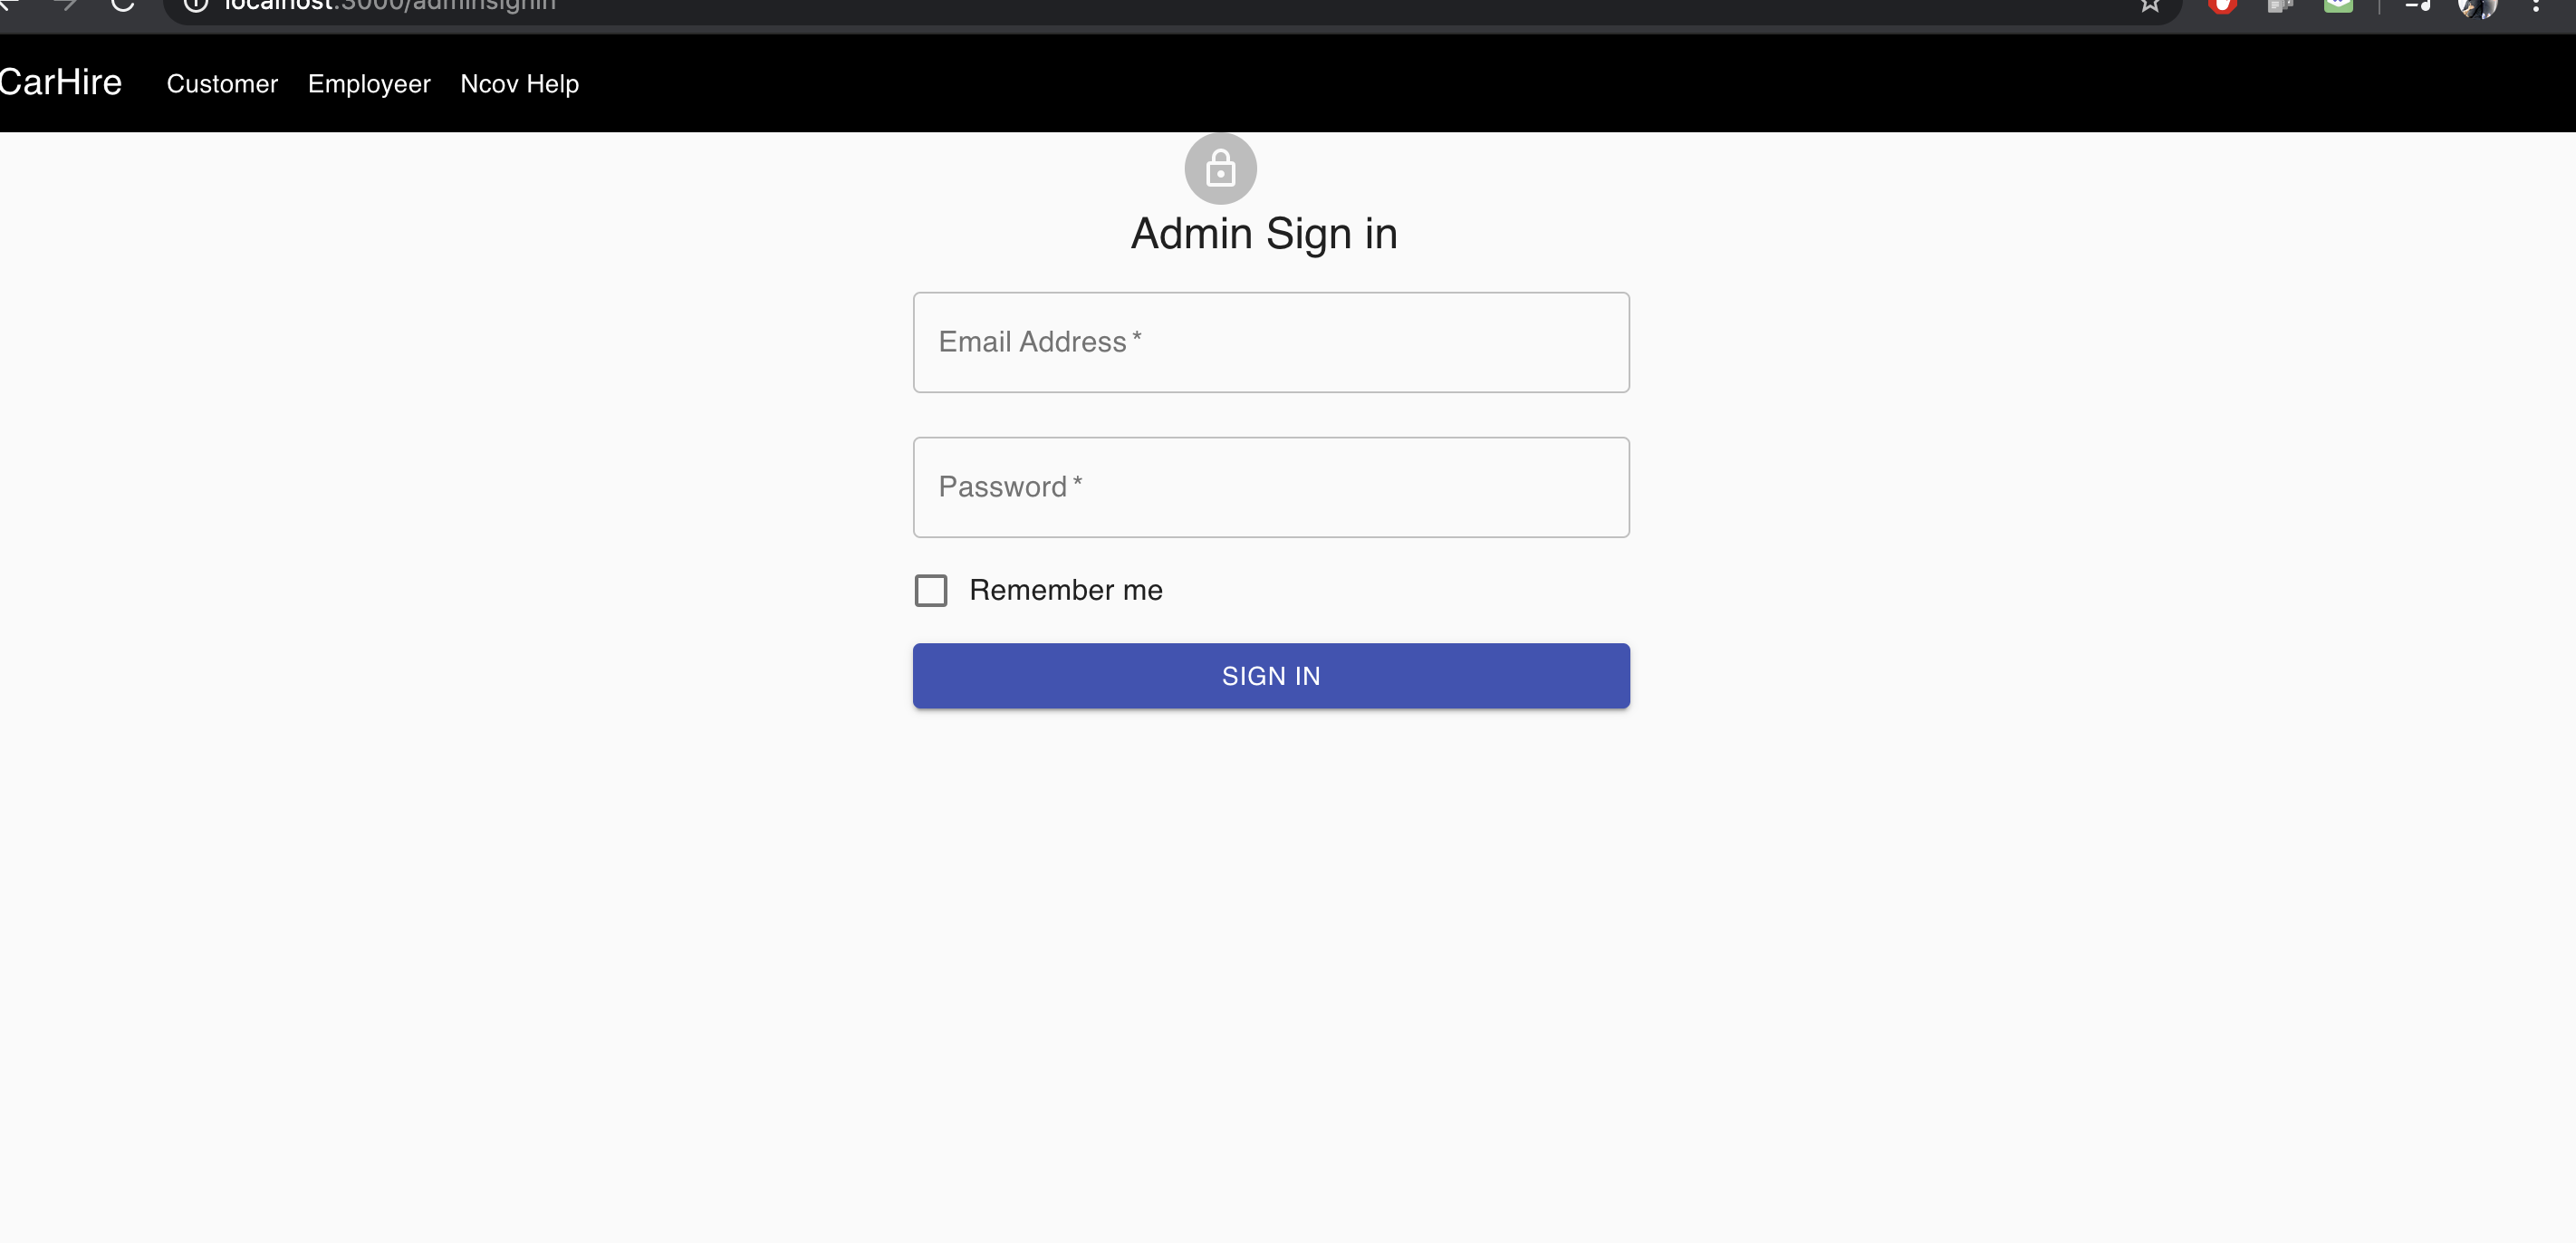 localhost:3000/adminsignin
CarHire Customer Employeer Ncov Help
Admin Sign in
Email Address *
Password *
Remember me
SIGN IN